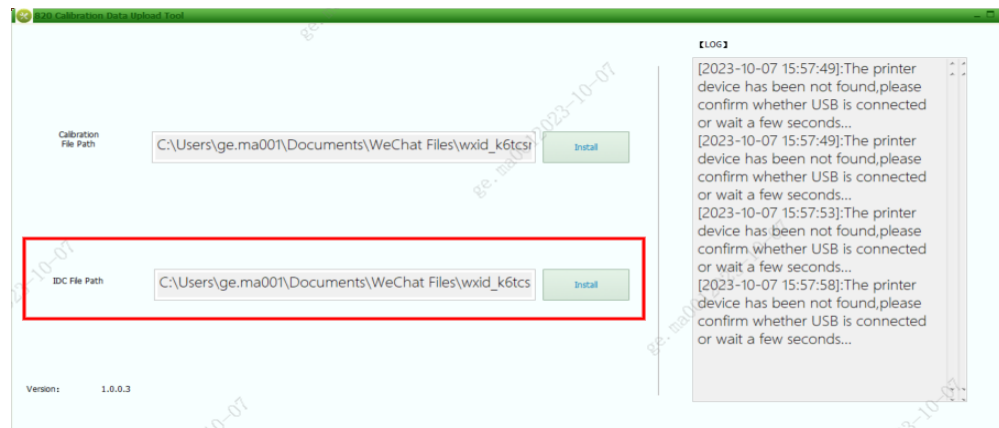 820 Calibration Data Upload Tool
【LOG】
[2023-10-07 15:57:49]:The printer
device has been not found,please
confirm whether USB is connected
or wait a few seconds...
[2023-10-07 15:57:49]:The printer
device has been not found,please
confirm whether USB is connected
or wait a few seconds...
[2023-10-07 15:57:53]:The printer
device has been not found,please
confirm whether USB is connected
or wait a few seconds...
[2023-10-07 15:57:58]:The printer
device has been not found,please
confirm whether USB is connected
or wait a few seconds...
Calibration
File Path
C:\Users\ge.ma001\Documents\WeChat Files\wxid_k6tcsr
Install
IDC File Path
C:\Users\ge.ma001\Documents\WeChat Files\wxid_k6tcs
Install
Version: 1.0.0.3
ge. ma0012023-10-07